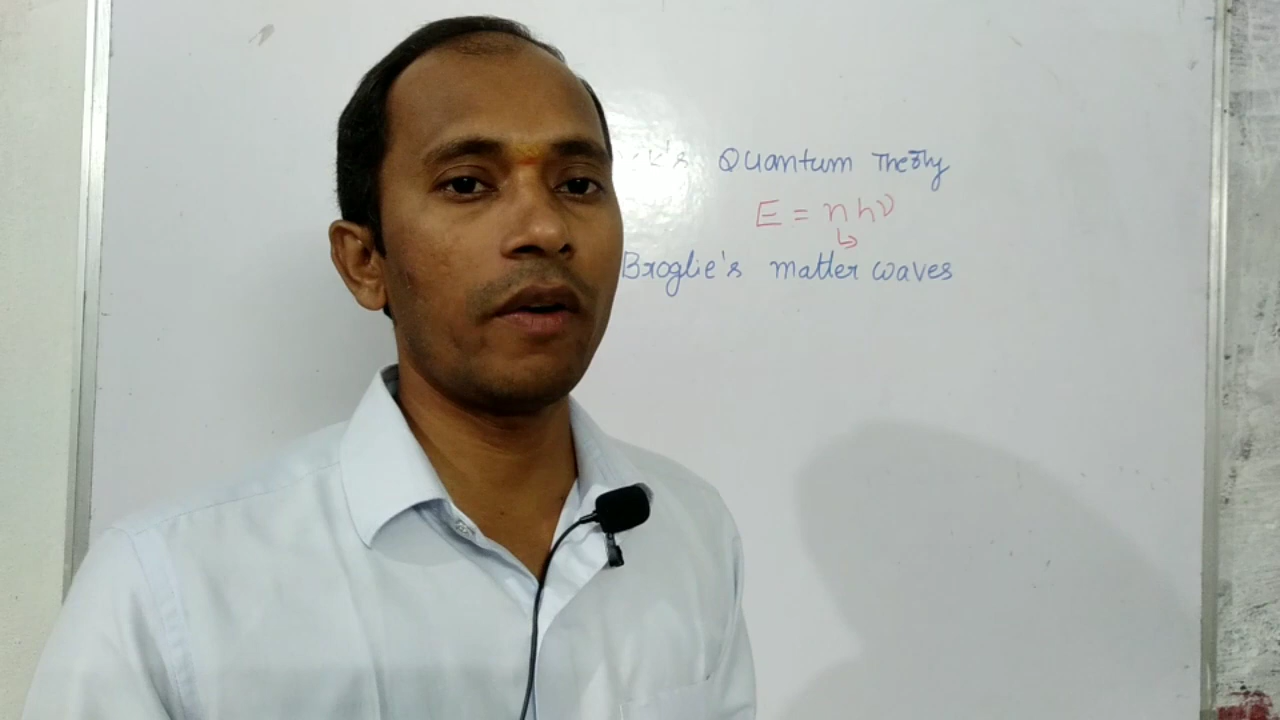 Quantum Theory
E = nhν
↳
Broglie's matter waves